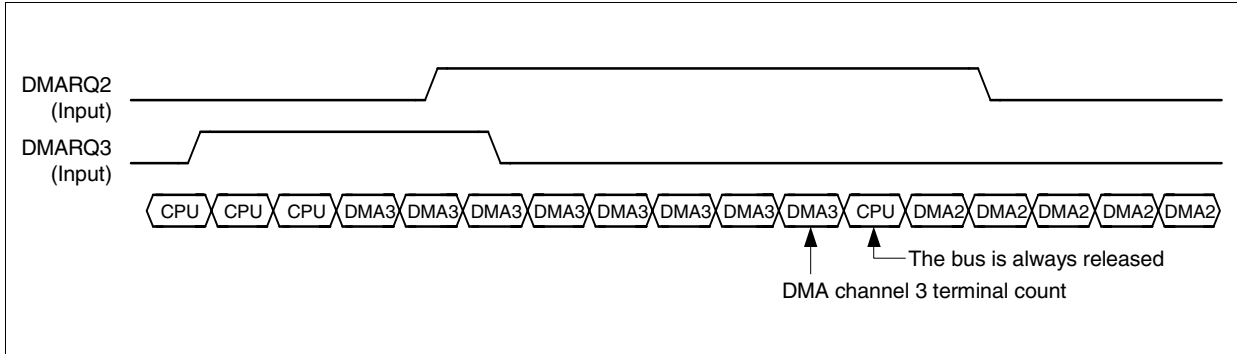 DMARQ2
(Input)
DMARQ3
(Input)
CPU CPU CPU DMA3 DMA3 DMA3 DMA3 DMA3 DMA3 DMA3 DMA3 CPU DMA2 DMA2 DMA2 DMA2 DMA2
The bus is always released
DMA channel 3 terminal count